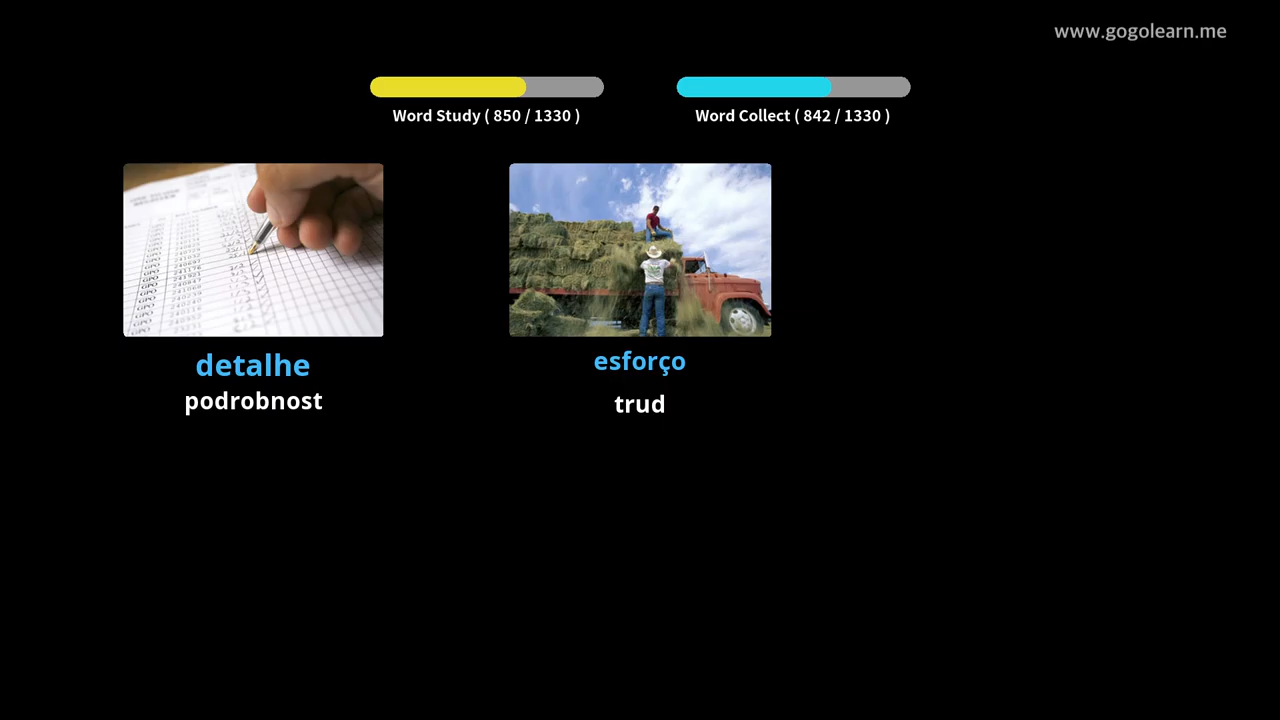 www.gogolearn.me
Word Study ( 850 / 1330 )
Word Collect ( 842 / 1330 )
detalhe
podrobnost
esforço
trud